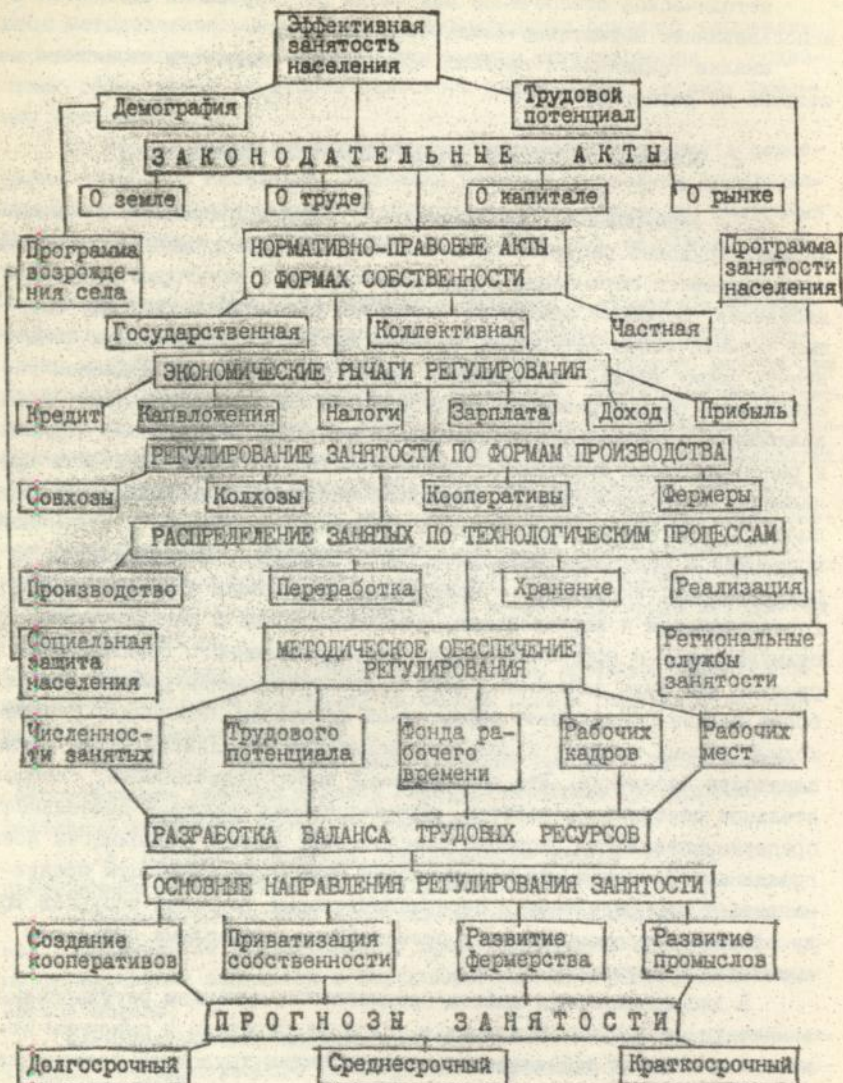 Эффективная
занятость
населения
Демография
Трудовой
потенциал
ЗАКОНОДАТЕЛЬНЫЕ АКТЫ
О земле
О труде
О капитале
О рынке
Программа
возрожде-
ния села
НОРМАТИВНО-ПРАВОВЫЕ АКТЫ
О ФОРМАХ СОБСТВЕННОСТИ
Программа
занятости
населения
Государственная
Коллективная
Частная
ЭКОНОМИЧЕСКИЕ РЫЧАГИ РЕГУЛИРОВАНИЯ
Кредит
Капвложения
Налоги
Зарплата
Доход
Прибыль
РЕГУЛИРОВАНИЕ ЗАНЯТОСТИ ПО ФОРМАМ ПРОИЗВОДСТВА
Совхозы
Колхозы
Кооперативы
Фермеры
РАСПРЕДЕЛЕНИЕ ЗАНЯТЫХ ПО ТЕХНОЛОГИЧЕСКИМ ПРОЦЕССАМ
Производство
Переработка
Хранение
Реализация
Социальная
защита
населения
МЕТОДИЧЕСКОЕ ОБЕСПЕЧЕНИЕ
РЕГУЛИРОВАНИЯ
Региональные
службы
занятости
Численнос-
ти занятых
Трудового
потенциала
Фонда ра-
бочего
времени
Рабочих
кадров
Рабочих
мест
РАЗРАБОТКА БАЛАНСА ТРУДОВЫХ РЕСУРСОВ
ОСНОВНЫЕ НАПРАВЛЕНИЯ РЕГУЛИРОВАНИЯ ЗАНЯТОСТИ
Создание
кооперативов
Приватизация
собственности
Развитие
фермерства
Развитие
промыслов
ПРОГНОЗЫ ЗАНЯТОСТИ
Долгосрочный
Среднесрочный
Краткосрочный